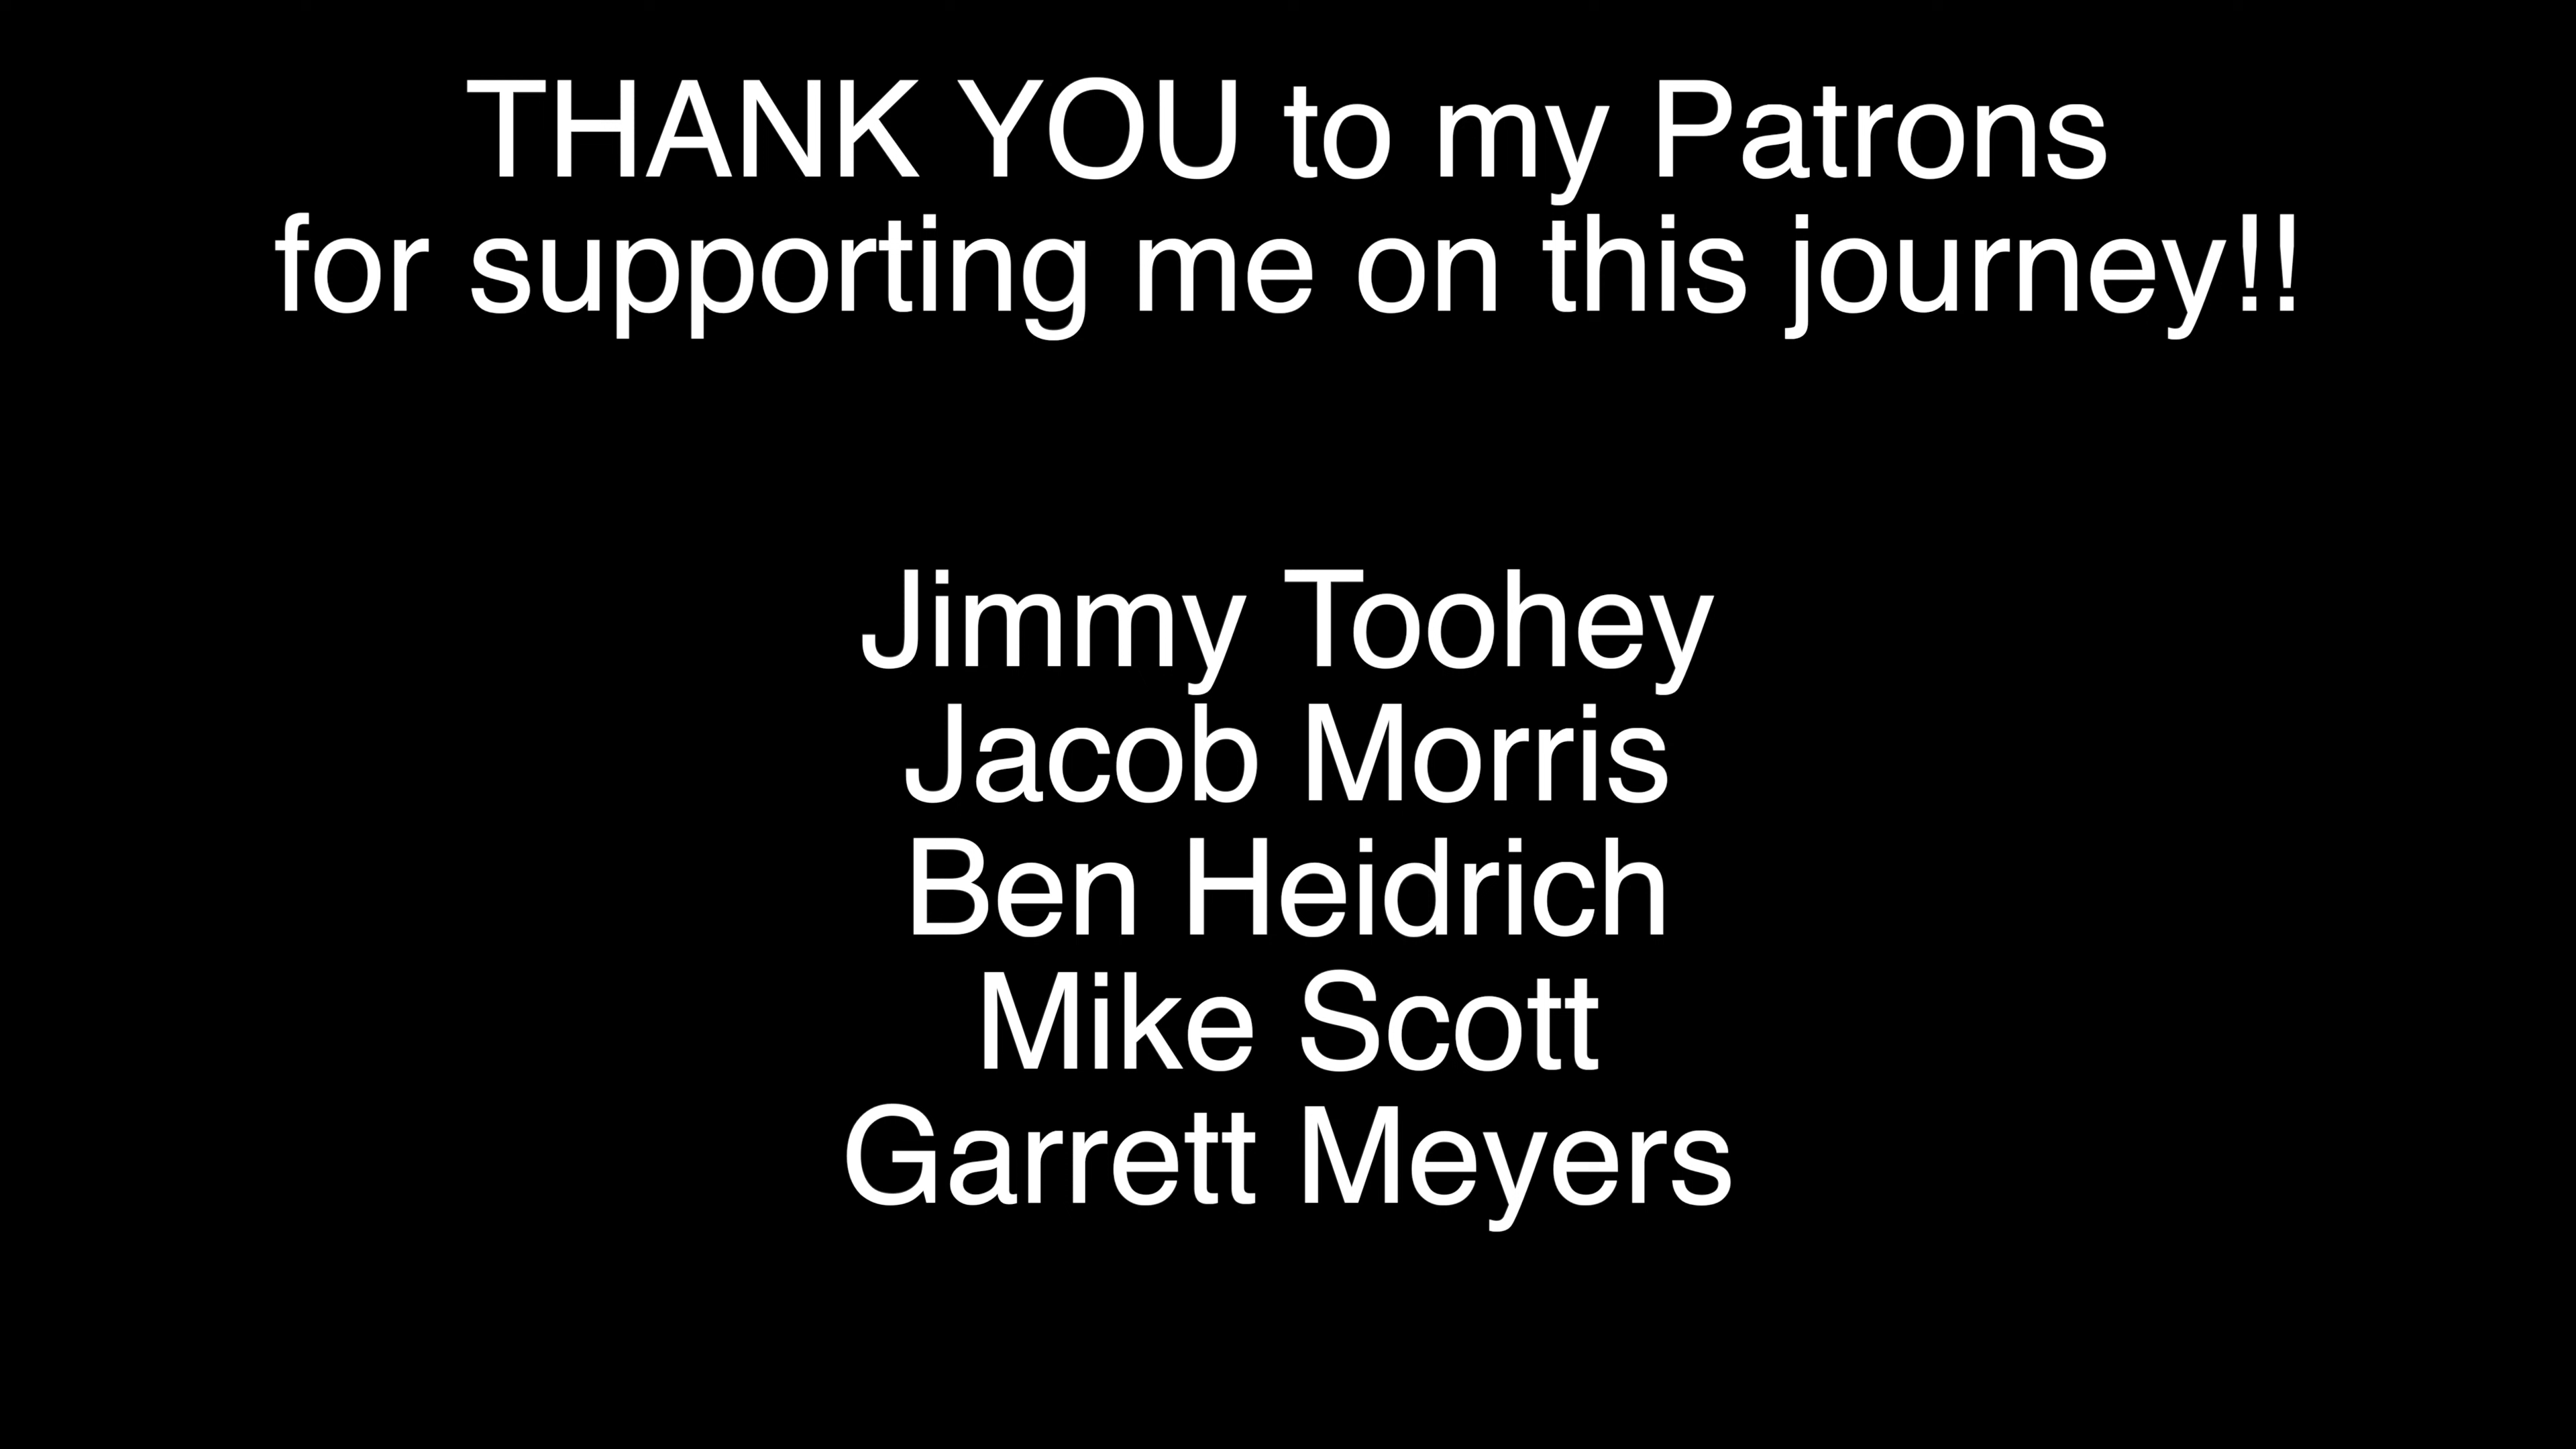 THANK YOU to my Patrons
for supporting me on this journey!!
Jimmy Toohey
Jacob Morris
Ben Heidrich
Mike Scott
Garrett Meyers